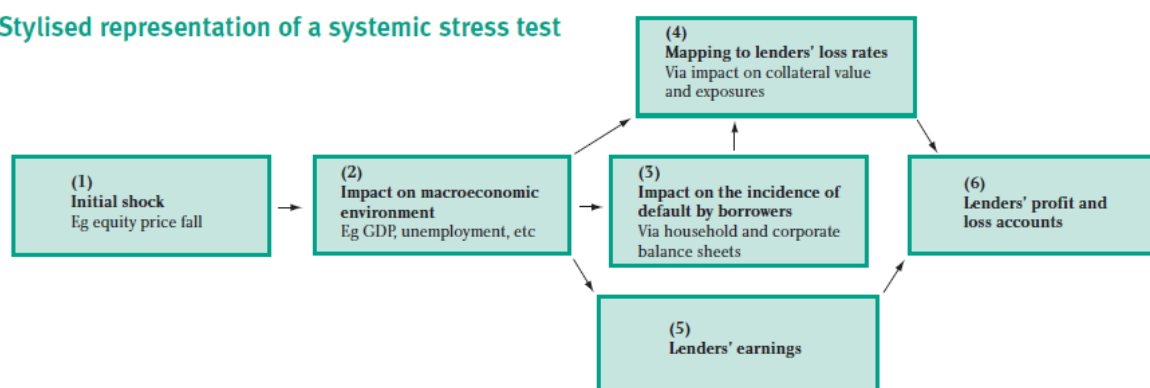 Stylised representation of a systemic stress test
(4)
Mapping to lenders' loss rates
Via impact on collateral value
and exposures
(1)
Initial shock
Eg equity price fall
(2)
Impact on macroeconomic
environment
Eg GDP, unemployment, etc
(3)
Impact on the incidence of
default by borrowers
Via household and corporate
balance sheets
(6)
Lenders' profit and
loss accounts
(5)
Lenders' earnings